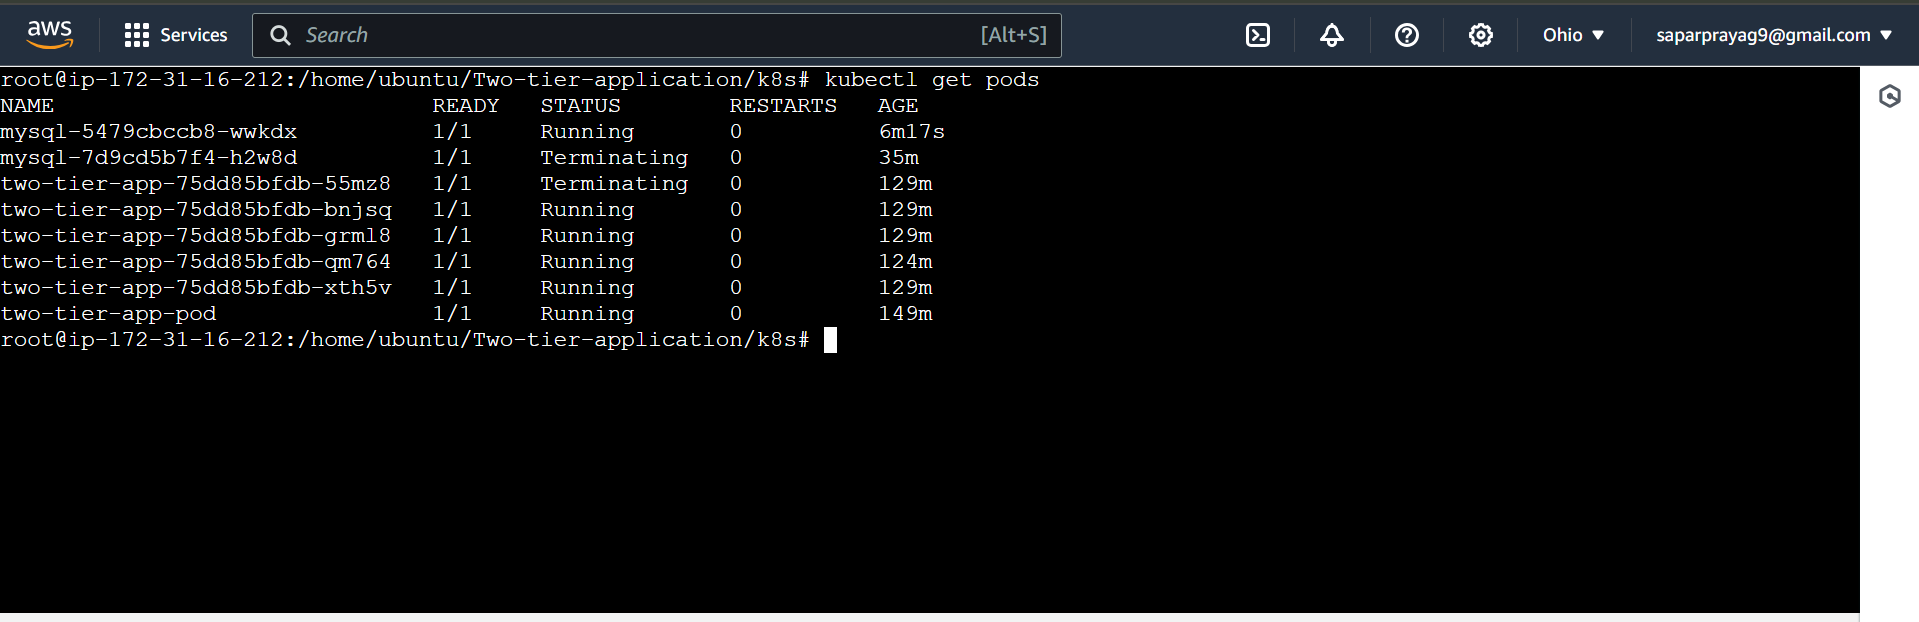 aws Services Search [Alt+S] Ohio saparprayag9@gmail.com
root@ip-172-31-16-212:/home/ubuntu/Two-tier-application/k8s# kubectl get pods
NAME READY STATUS RESTARTS AGE
mysql-5479cbccb8-wwkdx 1/1 Running 0 6m17s
mysql-7d9cd5b7f4-h2w8d 1/1 Terminating 0 35m
two-tier-app-75dd85bfdb-55mz8 1/1 Terminating 0 129m
two-tier-app-75dd85bfdb-bnjsq 1/1 Running 0 129m
two-tier-app-75dd85bfdb-grml8 1/1 Running 0 129m
two-tier-app-75dd85bfdb-qm764 1/1 Running 0 124m
two-tier-app-75dd85bfdb-xth5v 1/1 Running 0 129m
two-tier-app-pod 1/1 Running 0 149m
root@ip-172-31-16-212:/home/ubuntu/Two-tier-application/k8s#